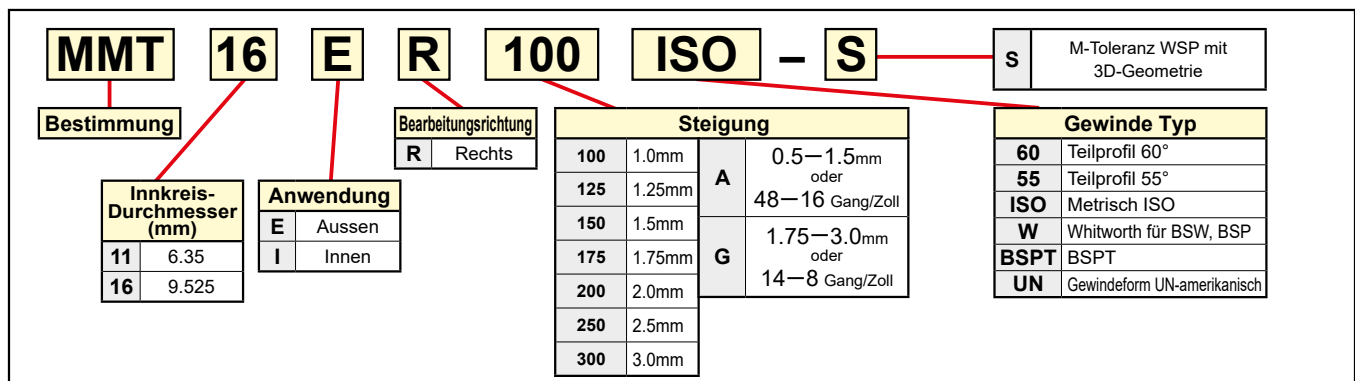 MMT 16 E R 100 ISO – S
S M-Toleranz WSP mit
3D-Geometrie
Bestimmung
Innkreis-
Durchmesser
(mm)
11 6.35
16 9.525
Anwendung
E Aussen
I Innen
Bearbeitungsrichtung
R Rechts
Steigung
100 1.0mm
125 1.25mm
150 1.5mm
175 1.75mm
200 2.0mm
250 2.5mm
300 3.0mm
A 0.5－1.5mm
oder
48－16 Gang/Zoll
G 1.75－3.0mm
oder
14－8 Gang/Zoll
Gewinde Typ
60 Teilprofil 60°
55 Teilprofil 55°
ISO Metrisch ISO
W Whitworth für BSW, BSP
BSPT BSPT
UN Gewindeform UN-amerikanisch